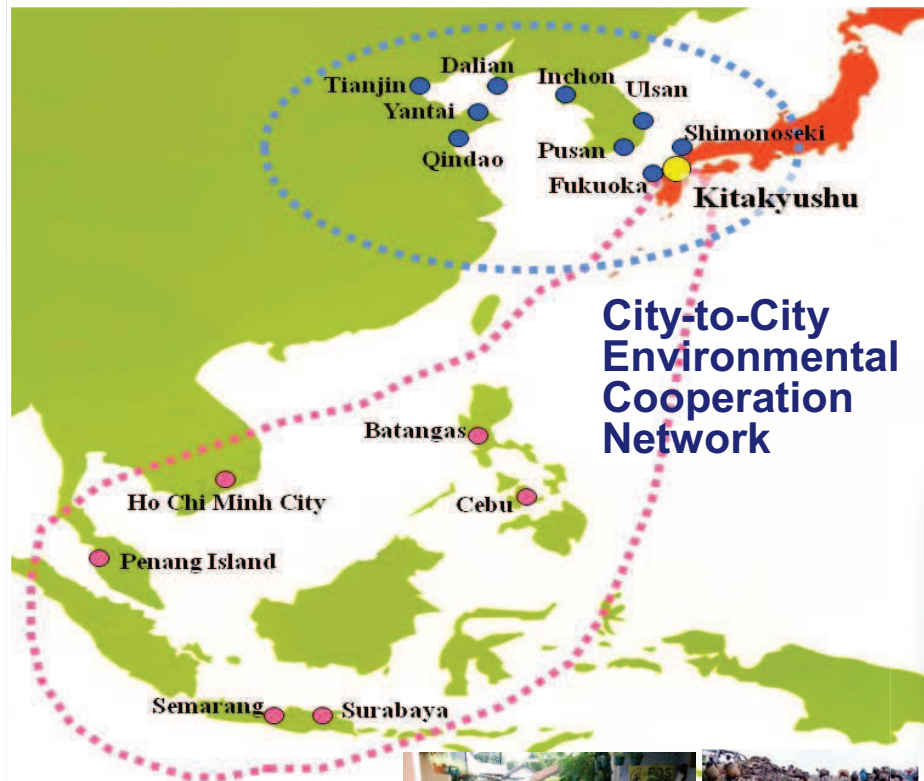 Dalian
Inchon
Tianjin
Ulsan
Yantai
Shimonoseki
Qindao
Pusan
Fukuoka
Kitakyushu
City-to-City
Environmental
Cooperation
Network
Batangas
Ho Chi Minh City
Cebu
Penang Island
Semarang
Surabaya